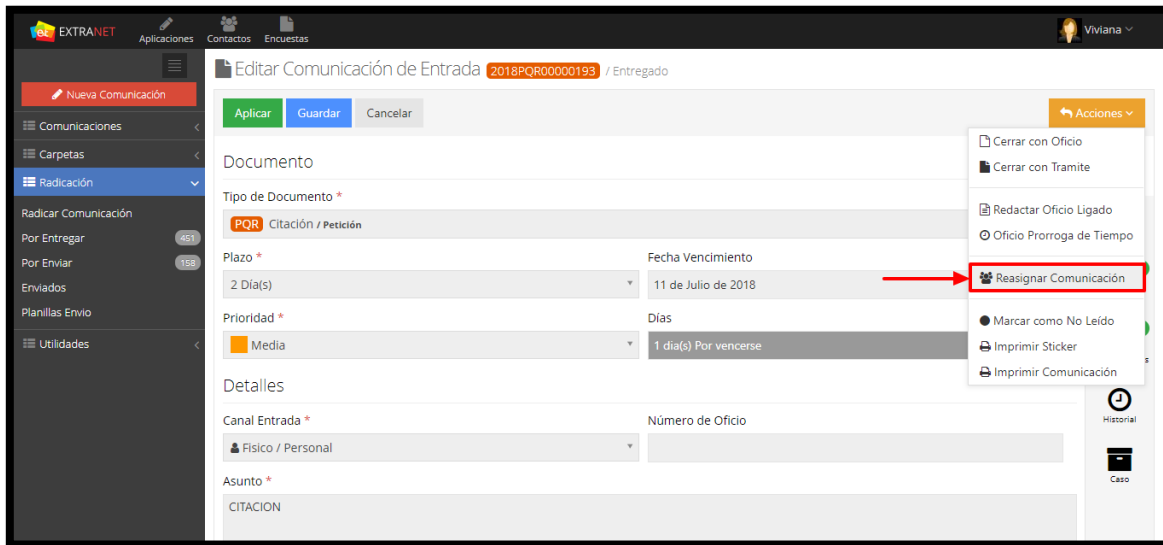 EXTRANET
Aplicaciones
Contactos
Encuestas
Viviana
Nueva Comunicación
Comunicaciones
Carpetas
Radicación
Radicar Comunicación
Por Entregar 451
Por Enviar 158
Enviados
Planillas Envio
Utilidades
Editar Comunicación de Entrada 2018PQR00000193 / Entregado
Aplicar Guardar Cancelar
Acciones
Cerrar con Oficio
Cerrar con Tramite
Redactar Oficio Ligado
Oficio Prorroga de Tiempo
Reasignar Comunicación
Marcar como No Leído
Imprimir Sticker
Imprimir Comunicación
Documento
Tipo de Documento *
PQR Citación / Petición
Plazo *
2 Día(s)
Fecha Vencimiento
11 de Julio de 2018
Prioridad *
Media
Días
1 dia(s) Por vencerse
Detalles
Canal Entrada *
Fisico / Personal
Número de Oficio
Asunto *
CITACION
Historial
Caso